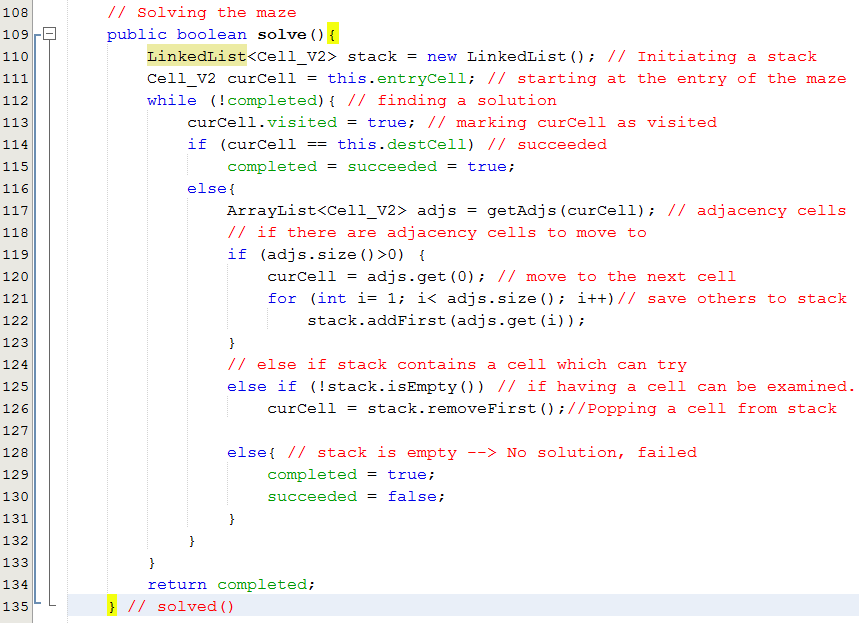 108 // Solving the maze
109 public boolean solve(){
110 LinkedList<Cell_V2> stack = new LinkedList(); // Initiating a stack
111 Cell_V2 curCell = this.entryCell; // starting at the entry of the maze
112 while (!completed){ // finding a solution
113 curCell.visited = true; // marking curCell as visited
114 if (curCell == this.destCell) // succeeded
115 completed = succeeded = true;
116 else{
117 ArrayList<Cell_V2> adjs = getAdjs(curCell); // adjacency cells
118 // if there are adjacency cells to move to
119 if (adjs.size()>0) {
120 curCell = adjs.get(0); // move to the next cell
121 for (int i= 1; i< adjs.size(); i++)// save others to stack
122 stack.addFirst(adjs.get(i));
123 }
124 // else if stack contains a cell which can try
125 else if (!stack.isEmpty()) // if having a cell can be examined.
126 curCell = stack.removeFirst();//Popping a cell from stack
127
128 else{ // stack is empty --> No solution, failed
129 completed = true;
130 succeeded = false;
131 }
132 }
133 }
134 return completed;
135 } // solved()